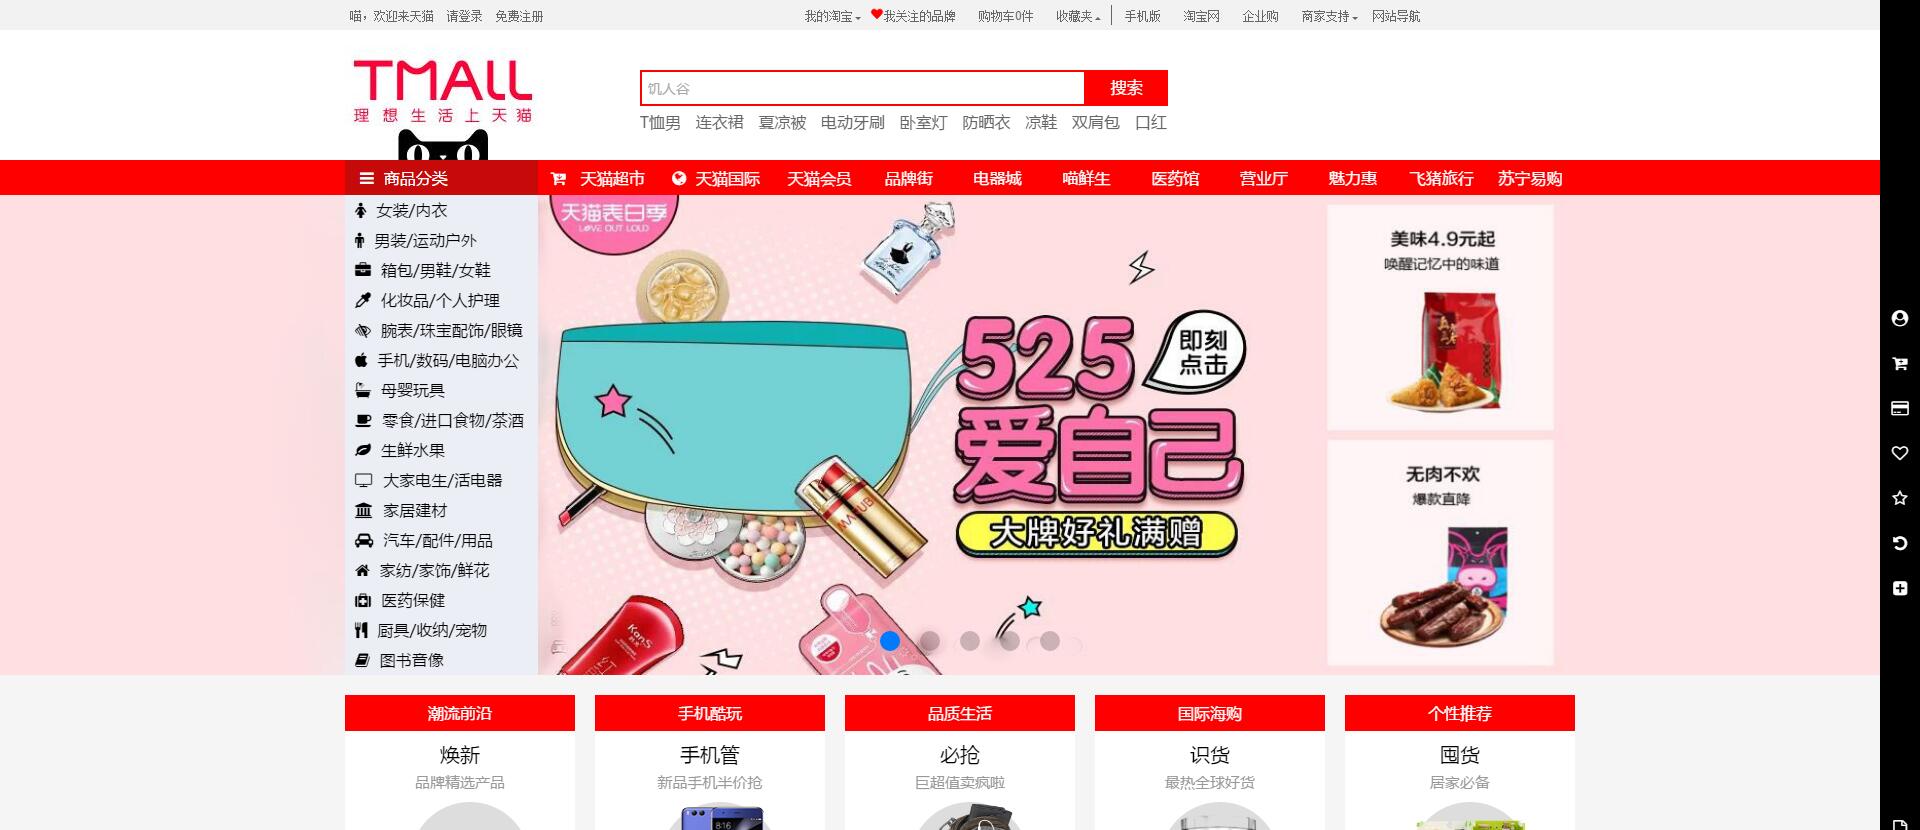 喵，欢迎来天猫 请登录 免费注册
我的淘宝 我关注的品牌 购物车0件 收藏夹 手机版 淘宝网 企业购 商家支持 网站导航
TMALL
理想生活上天猫
饥人谷
搜索
T恤男 连衣裙 夏凉被 电动牙刷 卧室灯 防晒衣 凉鞋 双肩包 口红
商品分类 天猫超市 天猫国际 天猫会员 品牌街 电器城 喵鲜生 医药馆 营业厅 魅力惠 飞猪旅行 苏宁易购
女装/内衣
男装/运动户外
箱包/男鞋/女鞋
化妆品/个人护理
腕表/珠宝配饰/眼镜
手机/数码/电脑办公
母婴玩具
零食/进口食物/茶酒
生鲜水果
大家电生/活电器
家居建材
汽车/配件/用品
家纺/家饰/鲜花
医药保健
厨具/收纳/宠物
图书音像
天猫表白季
LOVE OUT LOUD
525
爱自己
即刻
点击
大牌好礼满赠
KanS
美味4.9元起
唤醒记忆中的味道
无肉不欢
爆款直降
潮流前沿 手机酷玩 品质生活 国际海购 个性推荐
焕新 手机管 必抢 识货 囤货
品牌精选产品 新品手机半价抢 巨超值卖疯啦 最热全球好货 居家必备
8:16